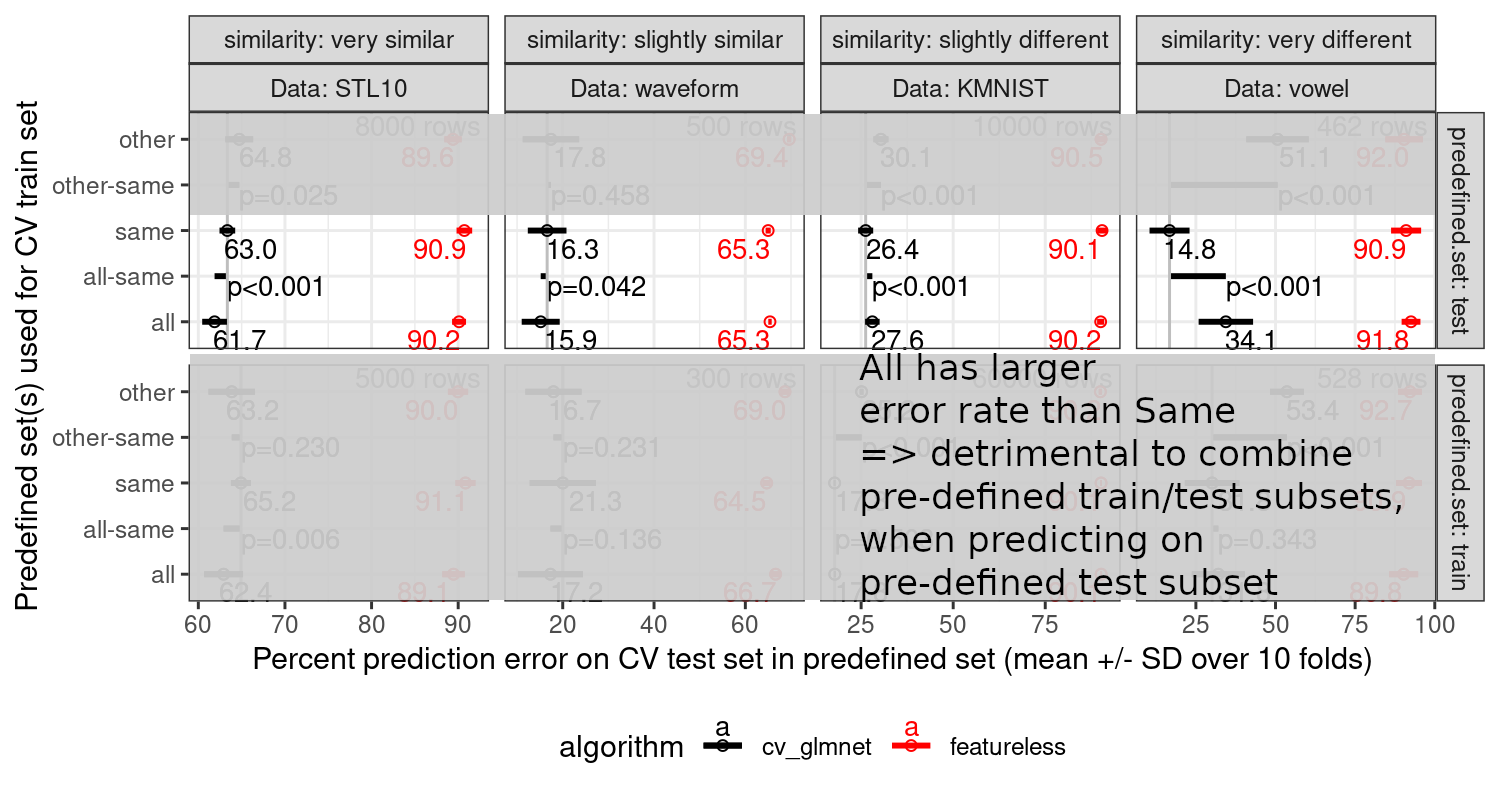 similarity: very similar similarity: slightly similar similarity: slightly different similarity: very different
Data: STL10 Data: waveform Data: KMNIST Data: vowel
Predefined set(s) used for CV train set
other 8000 rows 500 rows 10000 rows 462 rows
64.8 89.6 17.8 69.4 30.1 90.5 51.1 92.0
other-same p=0.025 p=0.458 p<0.001 p<0.001
same
63.0 90.9 16.3 65.3 26.4 90.1 14.8 90.9
all-same p<0.001 p=0.042 p<0.001 p<0.001
all
61.7 90.2 15.9 65.3 27.6 90.2 34.1 91.8
predefined.set: test
other 5000 rows 300 rows 528 rows
63.2 90.0 16.7 69.0 53.4 92.7
other-same p=0.230 p=0.231
same
65.2 91.1 21.3 64.5
all-same p=0.006 p=0.136 p=0.343
all
62.4 89.1 17.2 66.7 89.8
predefined.set: train
All has larger
error rate than Same
=> detrimental to combine
pre-defined train/test subsets,
when predicting on
pre-defined test subset
60 70 80 90 20 40 60 25 50 75 25 50 75 100
Percent prediction error on CV test set in predefined set (mean +/- SD over 10 folds)
algorithm a cv_glmnet a featureless